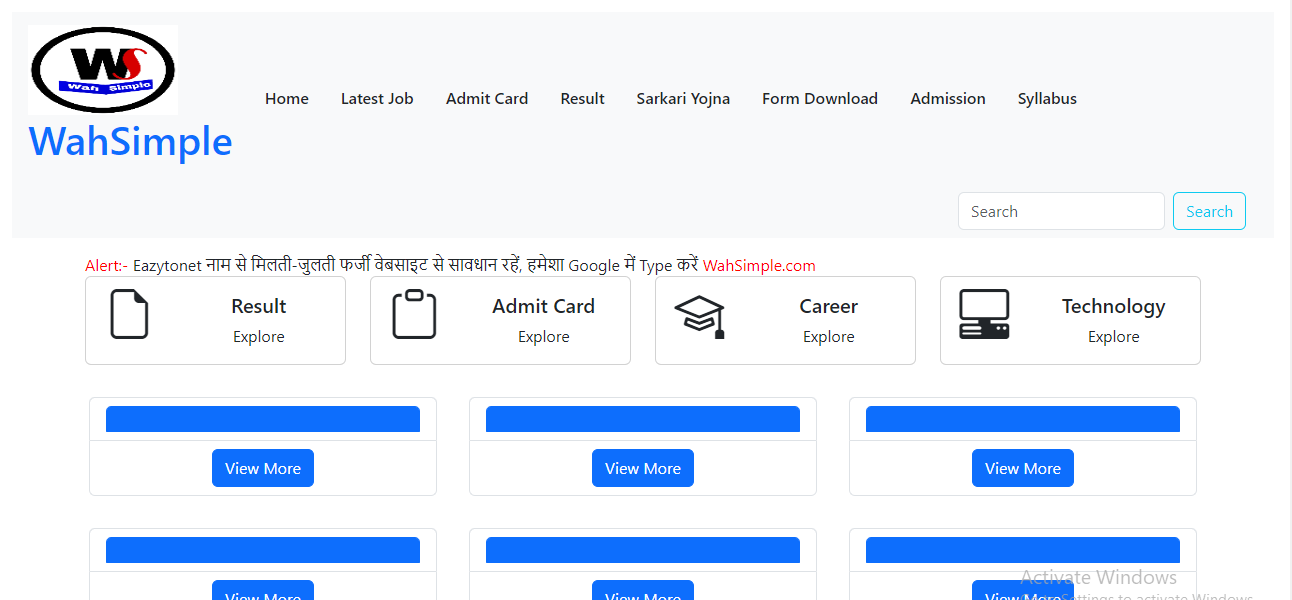 WS
Wah Simple
WahSimple
Home Latest Job Admit Card Result Sarkari Yojna Form Download Admission Syllabus
Search Search
Alert:- Eazytonet नाम से मिलती-जुलती फर्जी वेबसाइट से सावधान रहें, हमेशा Google में Type करें WahSimple.com
Result Admit Card Career Technology
Explore Explore Explore Explore
View More View More View More
Activate Windows
View More View More View More
Settings to activate Windows.